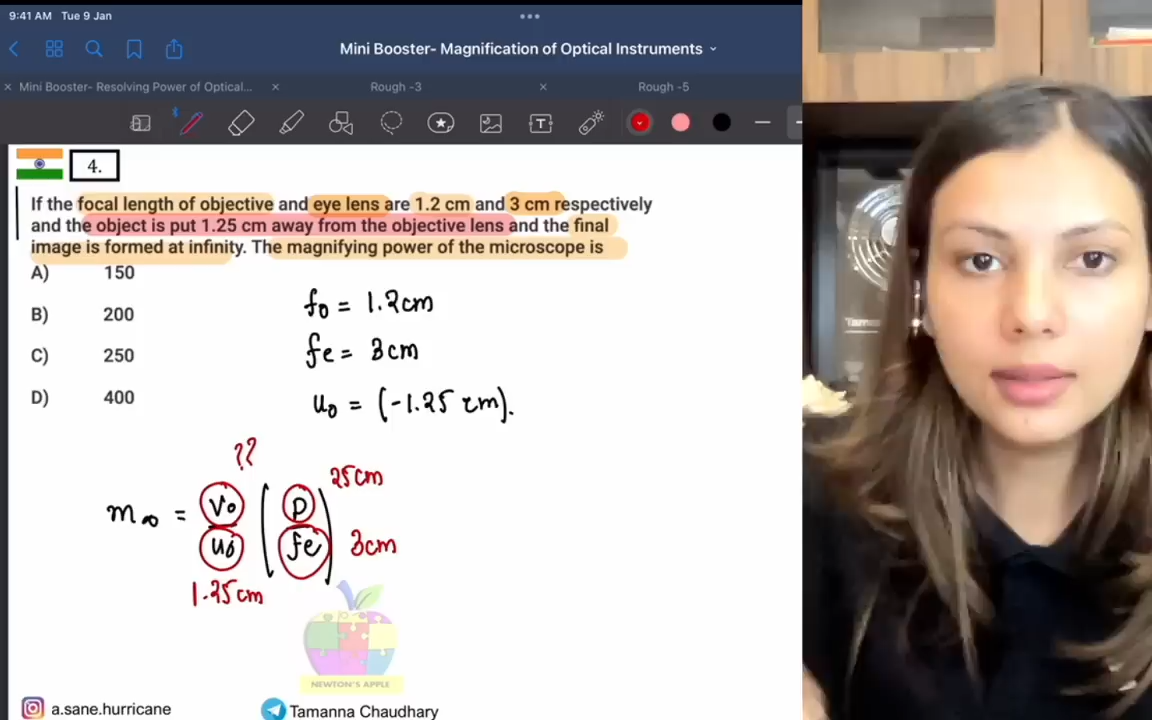 9:41 AM Tue 9 Jan
Mini Booster- Magnification of Optical Instruments
Mini Booster- Resolving Power of Optical...
Rough -3
Rough -5
4.
If the focal length of objective and eye lens are 1.2 cm and 3 cm respectively
and the object is put 1.25 cm away from the objective lens and the final
image is formed at infinity. The magnifying power of the microscope is
A) 150
B) 200
C) 250
D) 400
fo = 1.2cm
fe = 3cm
uo = (-1.25 cm).
??
25cm
m∞ = vo/uo (D/fe)
3cm
1.25cm
NEWTON'S APPLE
a.sane.hurricane
Tamanna Chaudhary